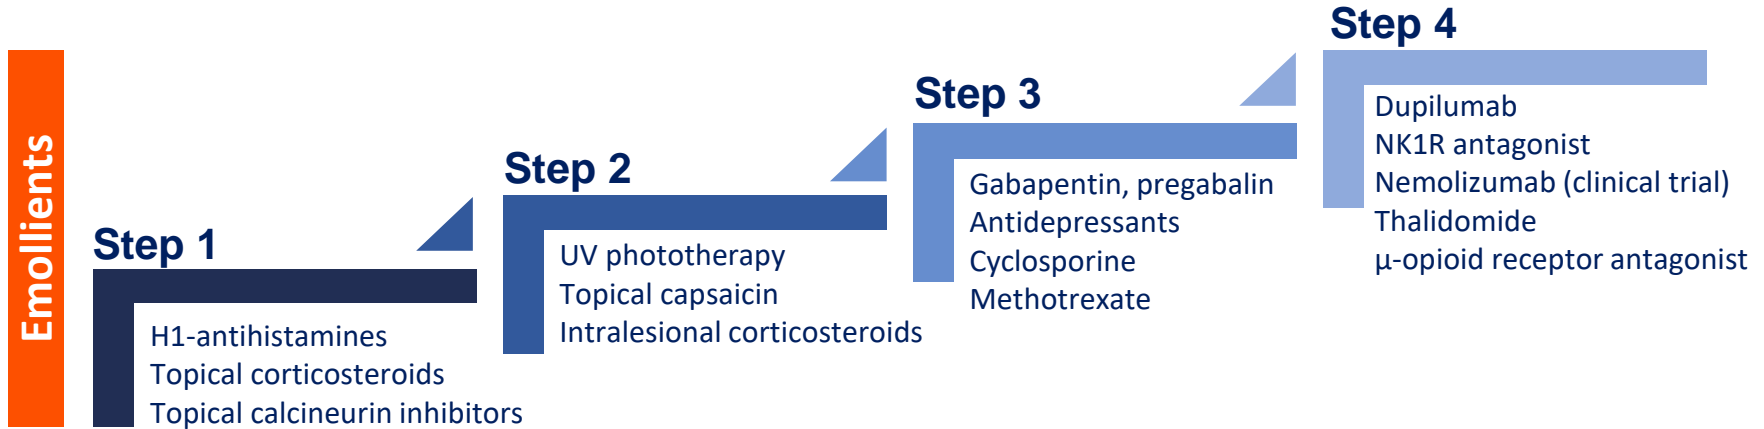 Emollients
Step 1
H1-antihistamines
Topical corticosteroids
Topical calcineurin inhibitors
Step 2
UV phototherapy
Topical capsaicin
Intralesional corticosteroids
Step 3
Gabapentin, pregabalin
Antidepressants
Cyclosporine
Methotrexate
Step 4
Dupilumab
NK1R antagonist
Nemolizumab (clinical trial)
Thalidomide
µ-opioid receptor antagonist